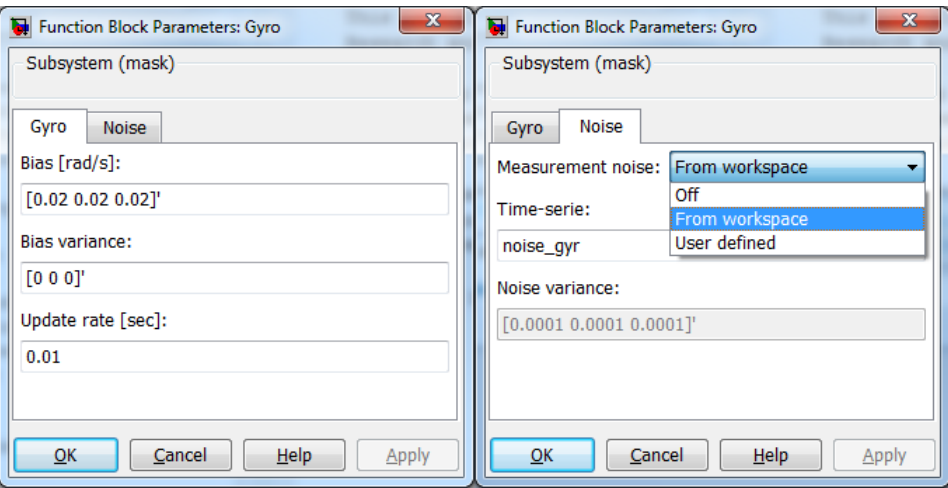 Function Block Parameters: Gyro
Subsystem (mask)
Gyro Noise
Bias [rad/s]:
[0.02 0.02 0.02]'
Bias variance:
[0 0 0]'
Update rate [sec]:
0.01
OK Cancel Help Apply
Function Block Parameters: Gyro
Subsystem (mask)
Gyro Noise
Measurement noise: From workspace
Off
From workspace
User defined
Time-serie:
noise_gyr
Noise variance:
[0.0001 0.0001 0.0001]'
OK Cancel Help Apply